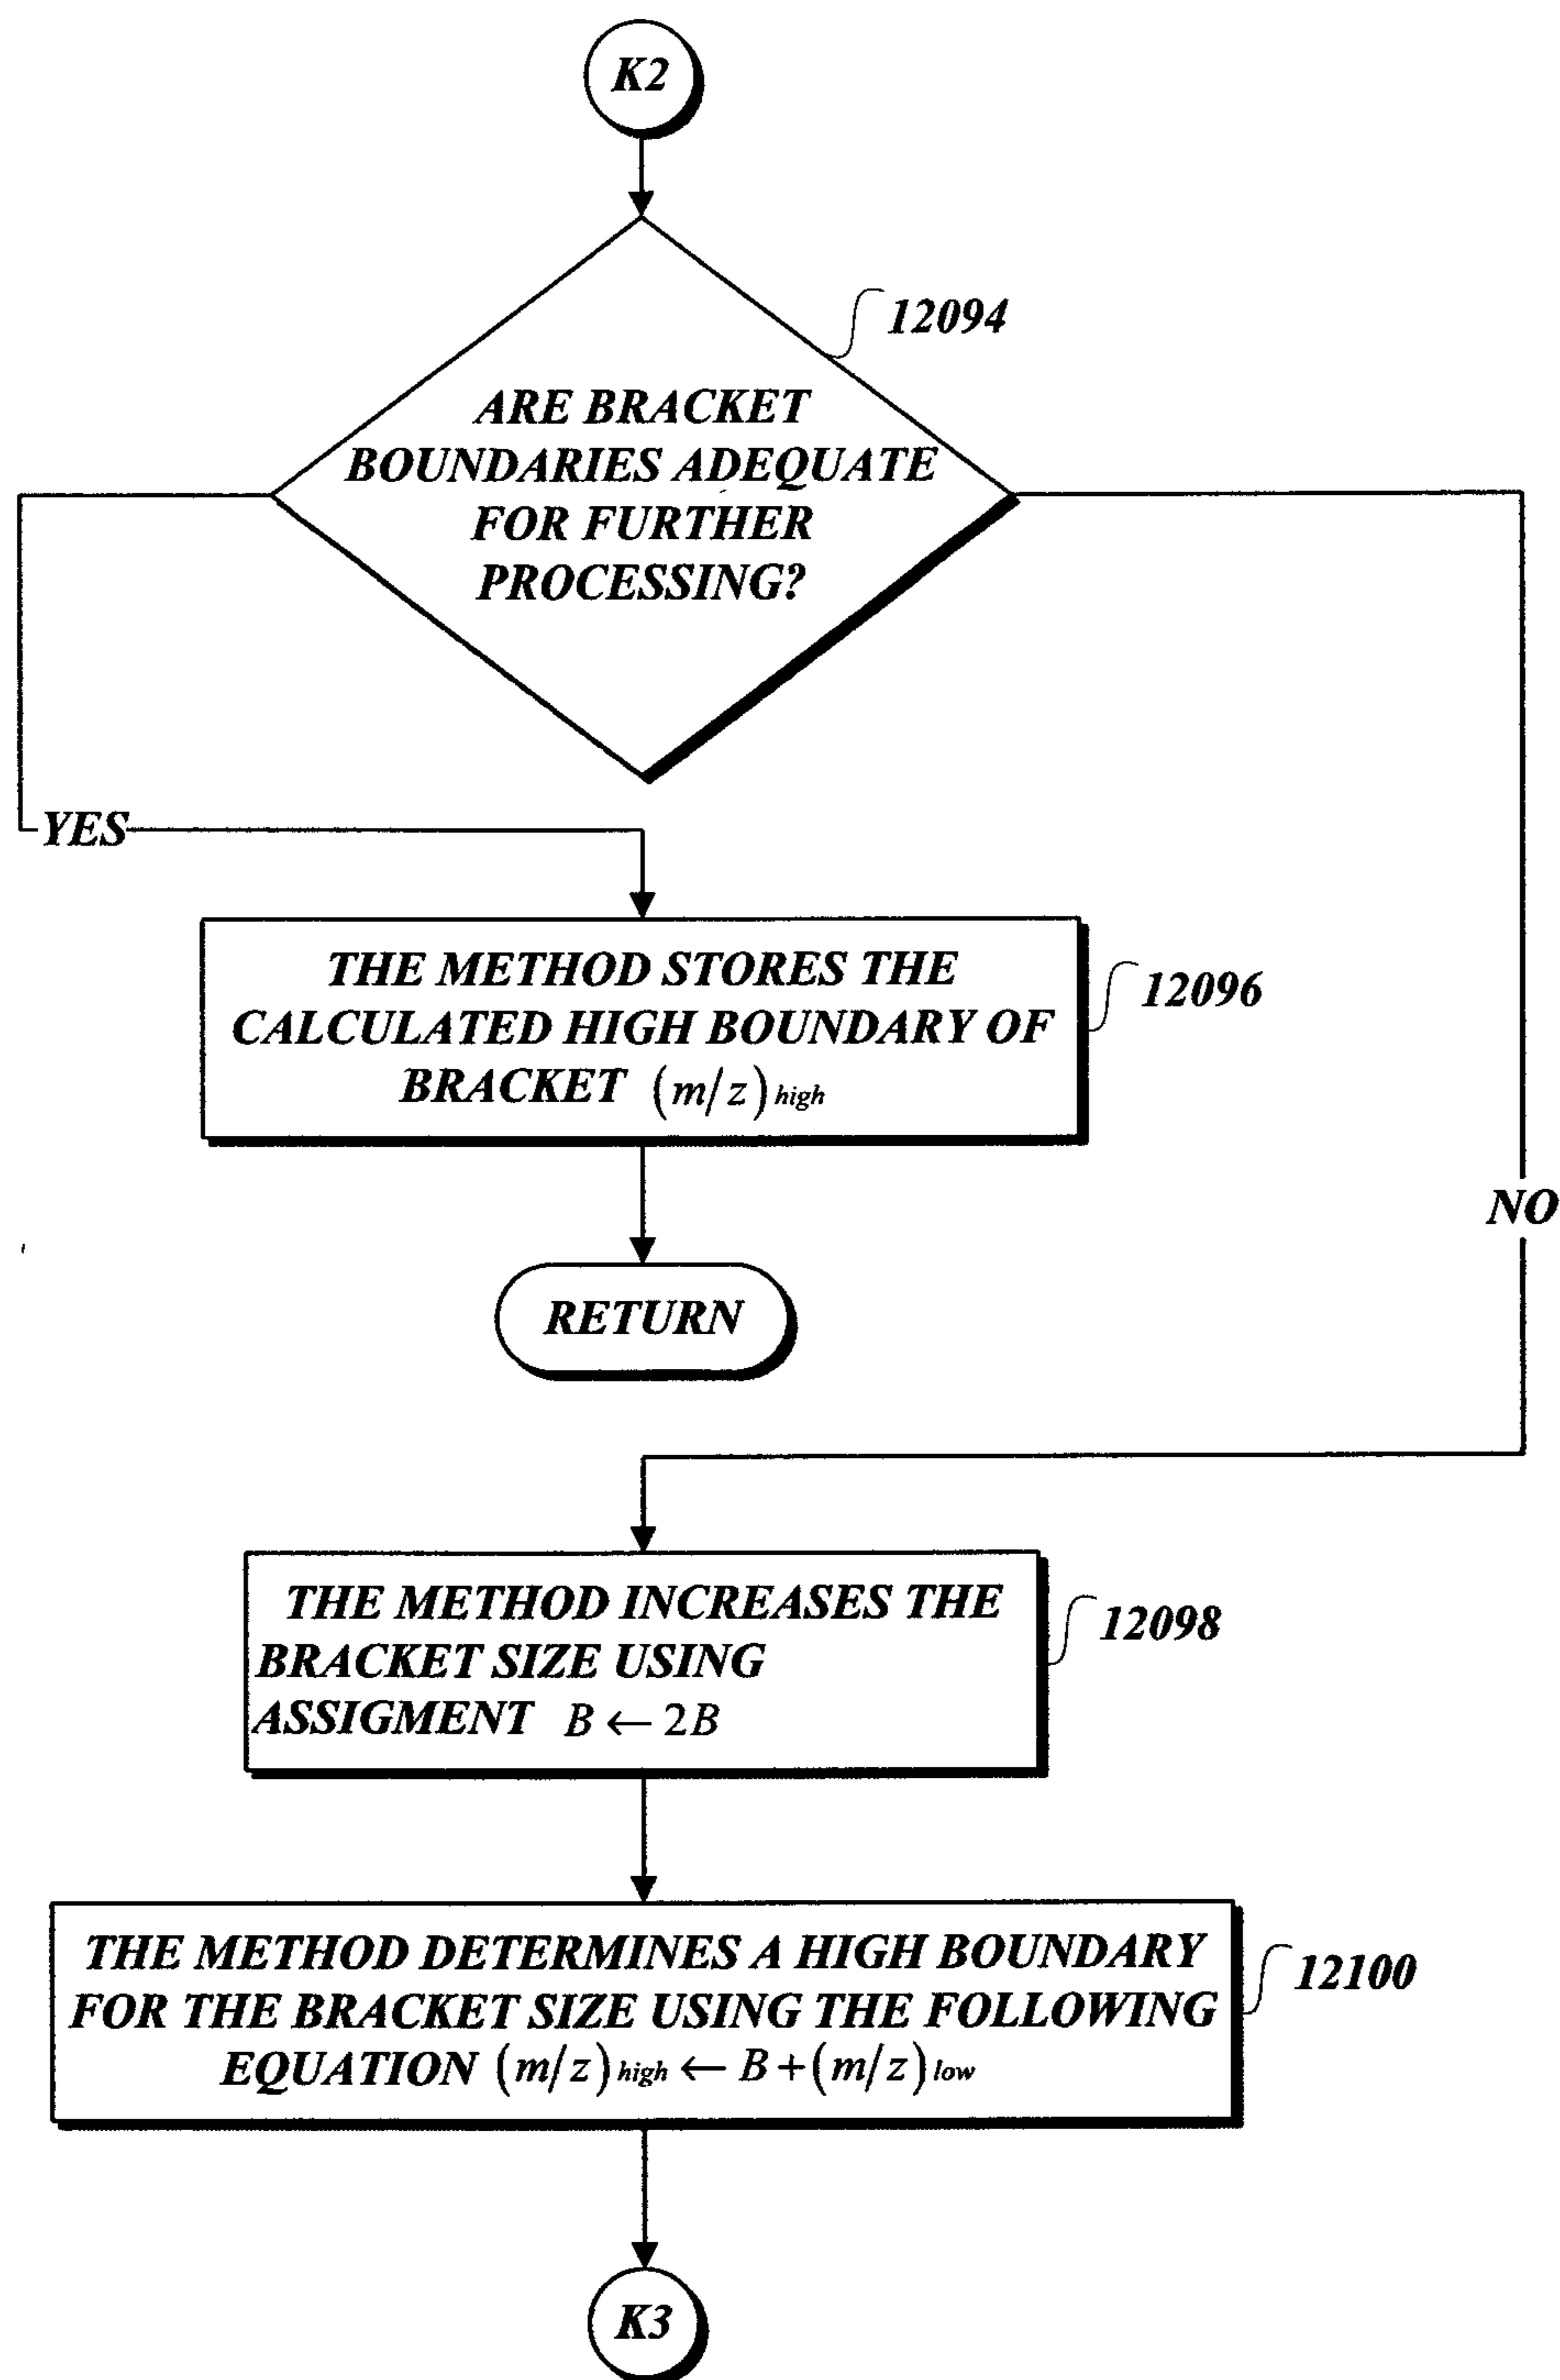 K2
12094
ARE BRACKET
BOUNDARIES ADEQUATE
FOR FURTHER
PROCESSING?
YES
THE METHOD STORES THE
CALCULATED HIGH BOUNDARY OF
BRACKET (m/z) high
12096
NO
RETURN
THE METHOD INCREASES THE
BRACKET SIZE USING
ASSIGMENT B ← 2B
12098
THE METHOD DETERMINES A HIGH BOUNDARY
FOR THE BRACKET SIZE USING THE FOLLOWING
EQUATION (m/z) high ← B + (m/z) low
12100
K3